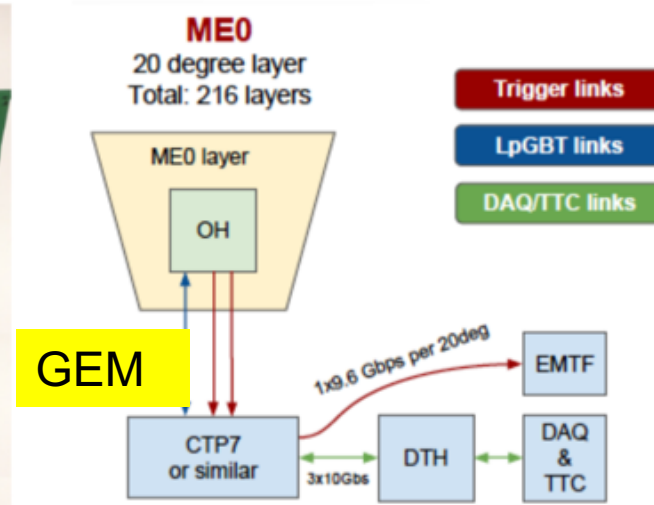 ME0
20 degree layer
Total: 216 layers
Trigger links
LpGBT links
DAQ/TTC links
ME0 layer
OH
GEM
1x9.6 Gbps per 20deg
EMTF
CTP7
or similar
3x10Gbs
DTH
DAQ
&
TTC